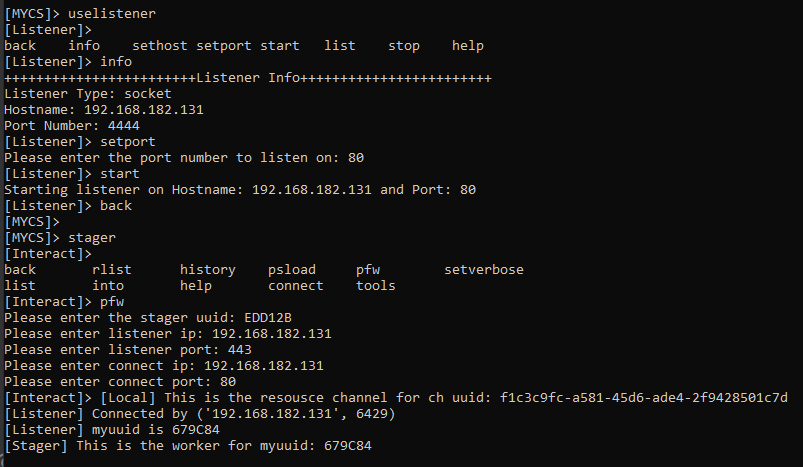 [MYCS]> uselistener
[Listener]>
back    info    sethost setport start   list    stop    help
[Listener]> info
++++++++++++++++++++++++Listener Info++++++++++++++++++++++++
Listener Type: socket
Hostname: 192.168.182.131
Port Number: 4444
[Listener]> setport
Please enter the port number to listen on: 80
[Listener]> start
Starting listener on Hostname: 192.168.182.131 and Port: 80
[Listener]> back
[MYCS]>
[MYCS]> stager
[Interact]>
back       rlist      history    psload     pfw        setverbose
list       into       help       connect    tools
[Interact]> pfw
Please enter the stager uuid: EDD12B
Please enter listener ip: 192.168.182.131
Please enter listener port: 443
Please enter connect ip: 192.168.182.131
Please enter connect port: 80
[Interact]> [Local] This is the resousce channel for ch uuid: f1c3c9fc-a581-45d6-ade4-2f9428501c7d
[Listener] Connected by ('192.168.182.131', 6429)
[Listener] myuuid is 679C84
[Stager] This is the worker for myuuid: 679C84